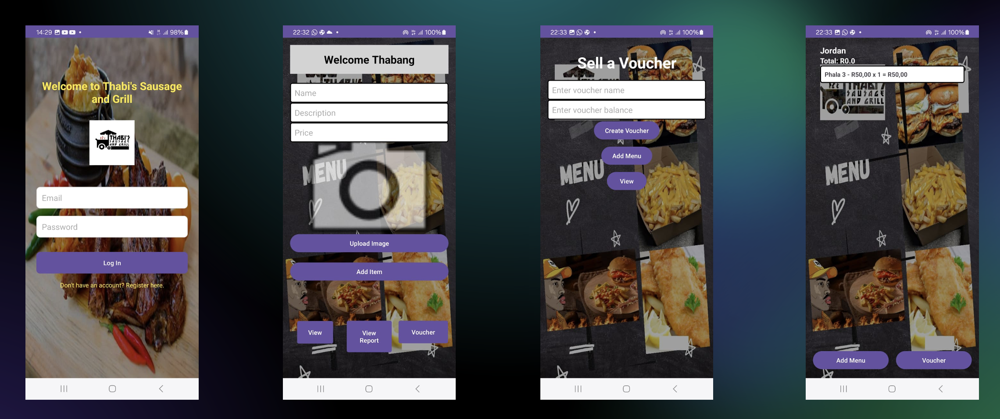 14:29
98%
Welcome to Thabi's Sausage
and Grill
THABI'S
SAUSAGE
AND GRILL
Email
Password
Log In
Don't have an account? Register here.
22:32
100%
Welcome Thabang
Name
Description
Price
MENU
Upload Image
Add Item
View
View
Report
Voucher
22:33
100%
Sell a Voucher
Enter voucher name
Enter voucher balance
Create Voucher
Add Menu
MENU
View
22:33
100%
Jordan
Total: R0.0
Phala 3 - R50,00 x 1 = R50,00
THABI'S
SAUSAGE
AND GRILL
MENU
Add Menu
Voucher